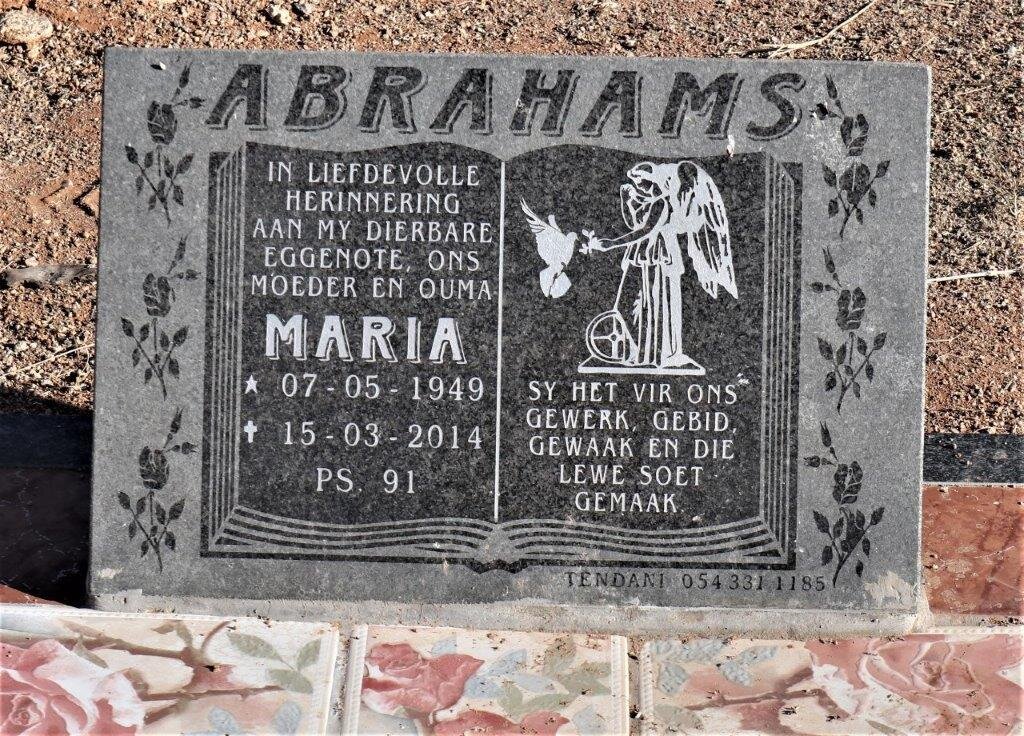 ABRAHAMS
IN LIEFDEVOLLE
HERINNERING
AAN MY DIERBARE
EGGENOTE, ONS
MOEDER EN OUMA
MARIA
07-05-1949
15-03-2014
PS. 91
SY HET VIR ONS
GEWERK, GEBID,
GEWAAK EN DIE
LEWE SOET
GEMAAK
TENDANI 054 331 1185